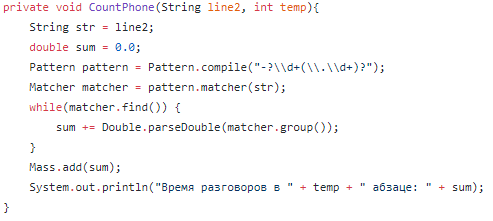 private void CountPhone(String line2, int temp){
String str = line2;
double sum = 0.0;
Pattern pattern = Pattern.compile("-?\\d+(\\.\\d+)?");
Matcher matcher = pattern.matcher(str);
while(matcher.find()) {
sum += Double.parseDouble(matcher.group());
}
Mass.add(sum);
System.out.println("Время разговоров в " + temp + " абзаце: " + sum);
}